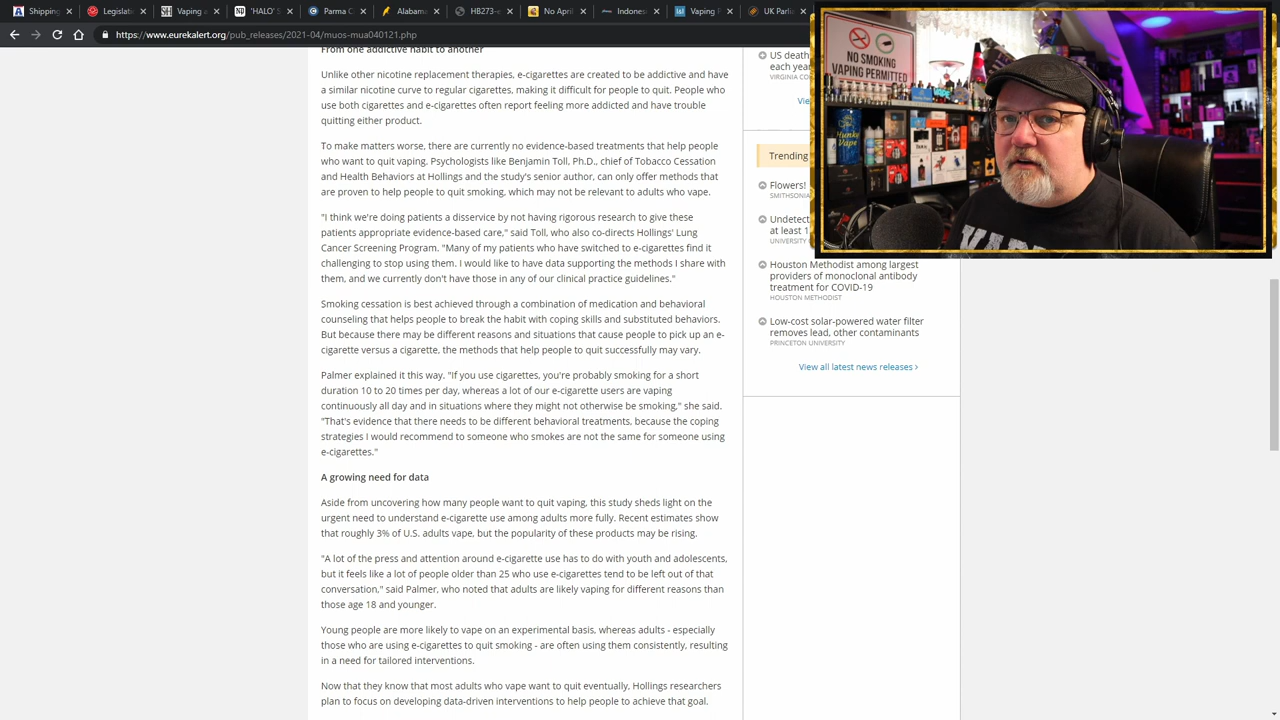 Shipping
UK Parli
https://www.eurekalert.org/pub_releases/2021-04/muos-mua040121.php
From one addictive habit to another
Unlike other nicotine replacement therapies, e-cigarettes are created to be addictive and have
a similar nicotine curve to regular cigarettes, making it difficult for people to quit. People who
use both cigarettes and e-cigarettes often report feeling more addicted and have trouble
quitting either product.
To make matters worse, there are currently no evidence-based treatments that help people
who want to quit vaping. Psychologists like Benjamin Toll, Ph.D., chief of Tobacco Cessation
and Health Behaviors at Hollings and the study's senior author, can only offer methods that
are proven to help people to quit smoking, which may not be relevant to adults who vape.
"I think we're doing patients a disservice by not having rigorous research to give these
patients appropriate evidence-based care," said Toll, who also co-directs Hollings' Lung
Cancer Screening Program. "Many of my patients who have switched to e-cigarettes find it
challenging to stop using them. I would like to have data supporting the methods I share with
them, and we currently don't have those in any of our clinical practice guidelines."
Smoking cessation is best achieved through a combination of medication and behavioral
counseling that helps people to break the habit with coping skills and substituted behaviors.
But because there may be different reasons and situations that cause people to pick up an e-
cigarette versus a cigarette, the methods that help people to quit successfully may vary.
Palmer explained it this way. "If you use cigarettes, you're probably smoking for a short
duration 10 to 20 times per day, whereas a lot of our e-cigarette users are vaping
continuously all day and in situations where they might not otherwise be smoking," she said.
"That's evidence that there needs to be different behavioral treatments, because the coping
strategies I would recommend to someone who smokes are not the same for someone using
e-cigarettes."
A growing need for data
Aside from uncovering how many people want to quit vaping, this study sheds light on the
urgent need to understand e-cigarette use among adults more fully. Recent estimates show
that roughly 3% of U.S. adults vape, but the popularity of these products may be rising.
"A lot of the press and attention around e-cigarette use has to do with youth and adolescents,
but it feels like a lot of people older than 25 who use e-cigarettes tend to be left out of that
conversation," said Palmer, who noted that adults are likely vaping for different reasons than
those age 18 and younger.
Young people are more likely to vape on an experimental basis, whereas adults - especially
those who are using e-cigarettes to quit smoking - are often using them consistently, resulting
in a need for tailored interventions.
Now that they know that most adults who vape want to quit eventually, Hollings researchers
plan to focus on developing data-driven interventions to help people to achieve that goal.
US death
each yea
VIRGINIA CO
Vie
Trending
Flowers!
SMITHSONIA
Undetect
at least 1
UNIVERSITY
Houston Methodist among largest
providers of monoclonal antibody
treatment for COVID-19
HOUSTON METHODIST
Low-cost solar-powered water filter
removes lead, other contaminants
PRINCETON UNIVERSITY
View all latest news releases ›
NO SMOKING
VAPING PERMITTED
Hunky
Vape